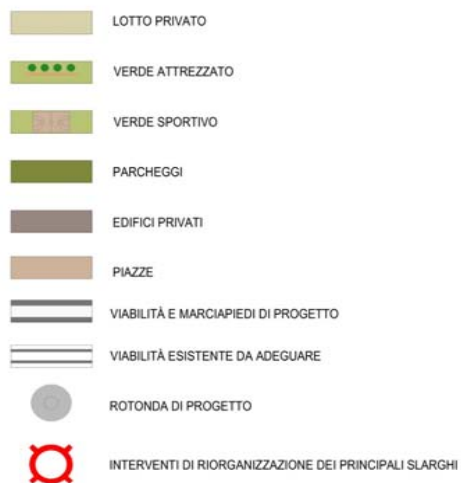 LOTTO PRIVATO
VERDE ATTREZZATO
VERDE SPORTIVO
PARCHEGGI
EDIFICI PRIVATI
PIAZZE
VIABILITÀ E MARCIAPIEDI DI PROGETTO
VIABILITÀ ESISTENTE DA ADEGUARE
ROTONDA DI PROGETTO
INTERVENTI DI RIORGANIZZAZIONE DEI PRINCIPALI SLARGHI